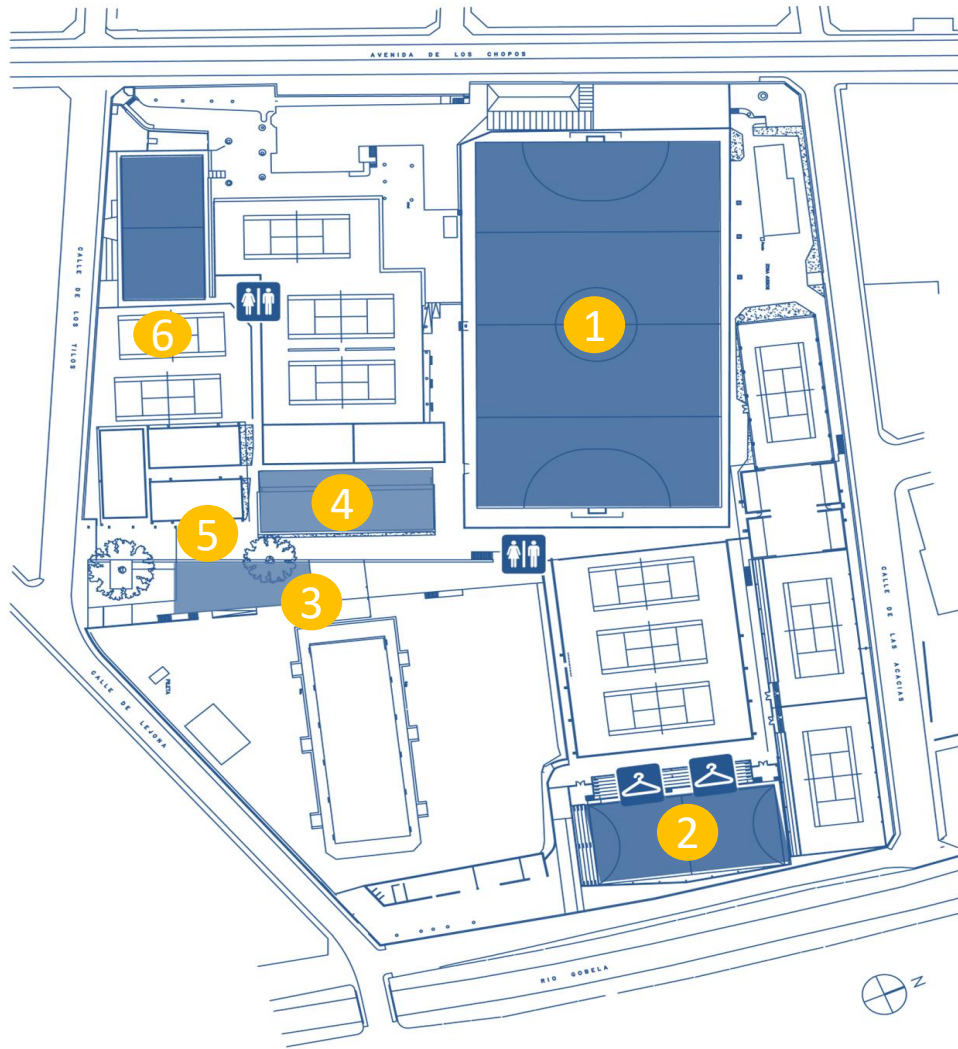 AVENIDA DE LOS CHOPOS
CALLE DE LOS TILOS
1
6
4
5
3
CALLE DE LAS ACACIAS
CALLE DE LEJONA
2
RIO GOBELA
N